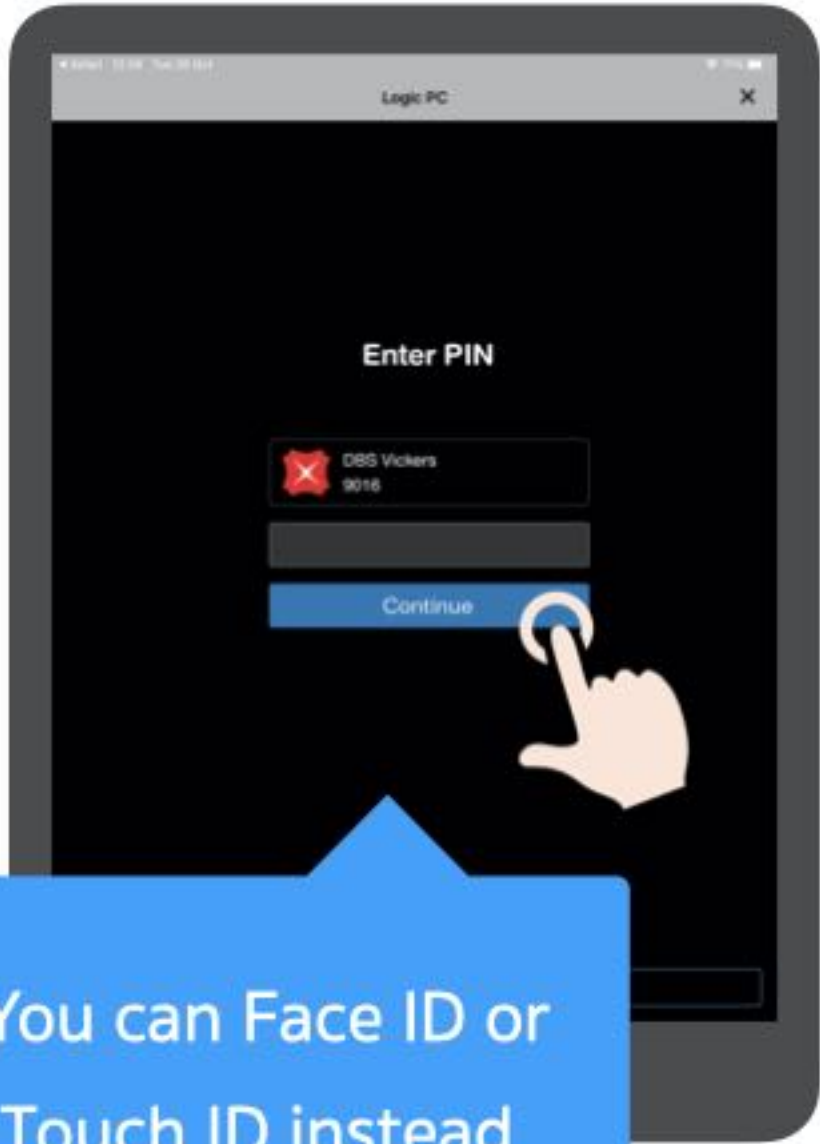 Logic PC
Enter PIN
DBS Vickers
9016
Continue
You can Face ID or
Touch ID instead